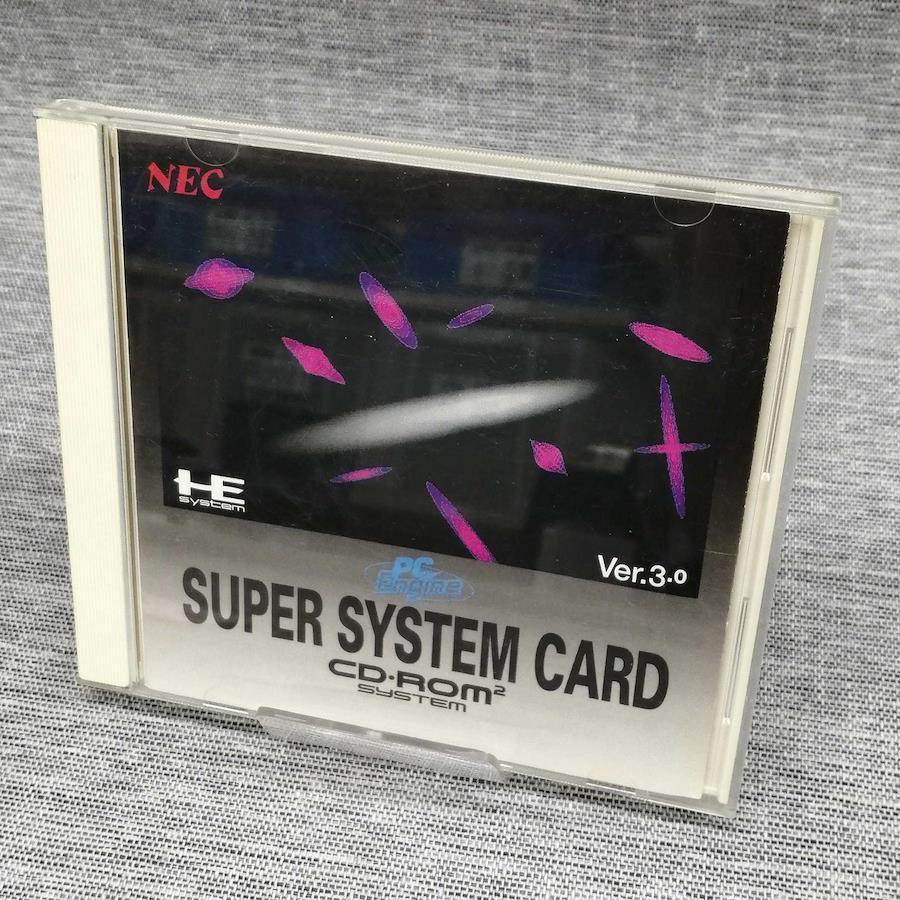 NEC
HE
system
Ver.3.0
PC
Engine
SUPER SYSTEM CARD
CD·ROM²
SYSTEM